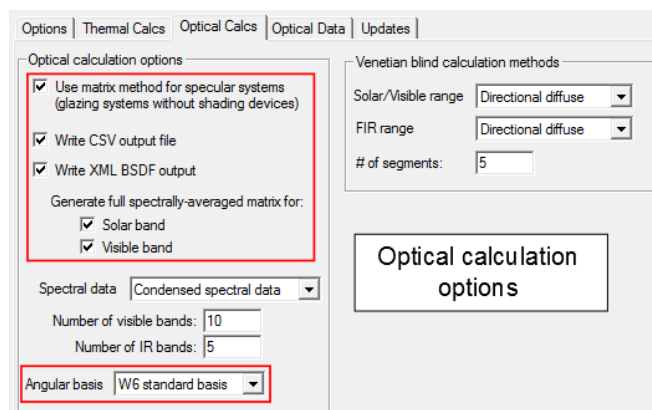 Options
Thermal Calcs
Optical Calcs
Optical Data
Updates
Optical calculation options
Use matrix method for specular systems
(glazing systems without shading devices)
Write CSV output file
Write XML BSDF output
Generate full spectrally-averaged matrix for:
Solar band
Visible band
Spectral data Condensed spectral data
Number of visible bands: 10
Number of IR bands: 5
Angular basis W6 standard basis
Venetian blind calculation methods
Solar/Visible range Directional diffuse
FIR range Directional diffuse
# of segments: 5
Optical calculation
options